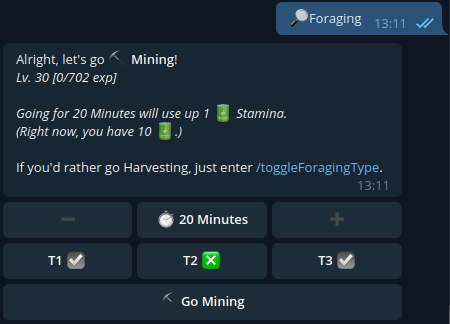 🔎Foraging 13:11
Alright, let's go ⛏ Mining!
Lv. 30 [0/702 exp]
Going for 20 Minutes will use up 1 🔋 Stamina.
(Right now, you have 10 🔋.)
If you'd rather go Harvesting, just enter /toggleForagingType.
13:11
− ⏱ 20 Minutes +
T1 ☑ T2 ❎ T3 ☑
⛏ Go Mining